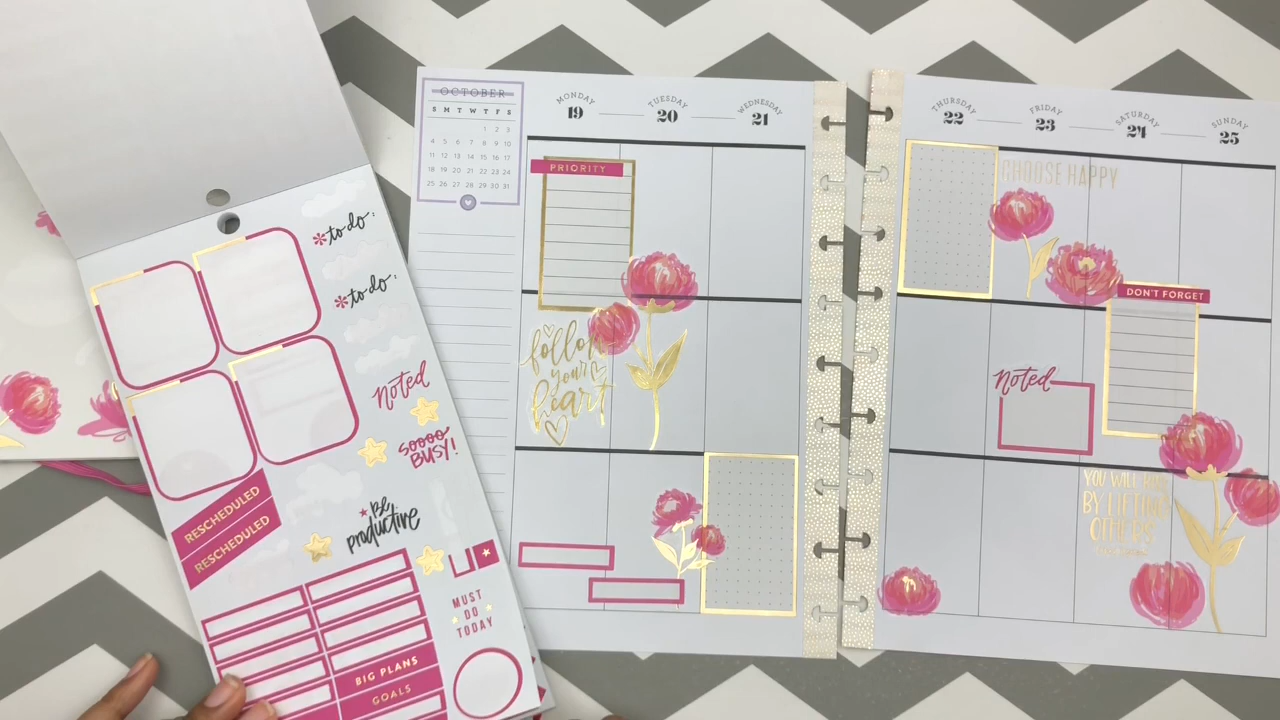 *to do:
*to do:
noted
soooo
BUSY!
RESCHEDULED
RESCHEDULED
BE
productive
MUST
DO
TODAY
BIG PLANS
GOALS
OCTOBER
S M T W T F S
1 2 3
4 5 6 7 8 9 10
11 12 13 14 15 16 17
18 19 20 21 22 23 24
25 26 27 28 29 30 31
MONDAY
19
TUESDAY
20
WEDNESDAY
21
PRIORITY
follow
your
heart
THURSDAY
22
FRIDAY
23
SATURDAY
24
SUNDAY
25
CHOOSE HAPPY
DON'T FORGET
noted
YOU WILL
BY LIFTING
OTHERS